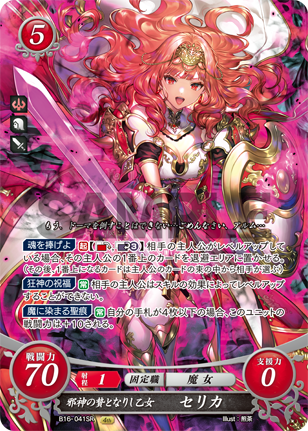 5
もう、ドーマを倒すことはできない…ごめんなさい、アルム…
魂を捧げよ 起【■、□3】相手の主人公がレベルアップして
いる場合、その主人公の1番上のカードを退避エリアに置かせる。
(その後、1番上になるカードは主人公のカードの束の中から相手が選ぶ)
狂神の祝福 常 相手の主人公はスキルの効果によってレベルアッ
プすることができない。
魔に染まる聖痕 常 自分の手札が4枚以下の場合、このユニットの
戦闘力は+10される。
戦闘力
70
射程 1 固定職 魔女
支援力
0
邪神の贄となりし乙女 セリカ
B16-041SR
Illust:煎茶